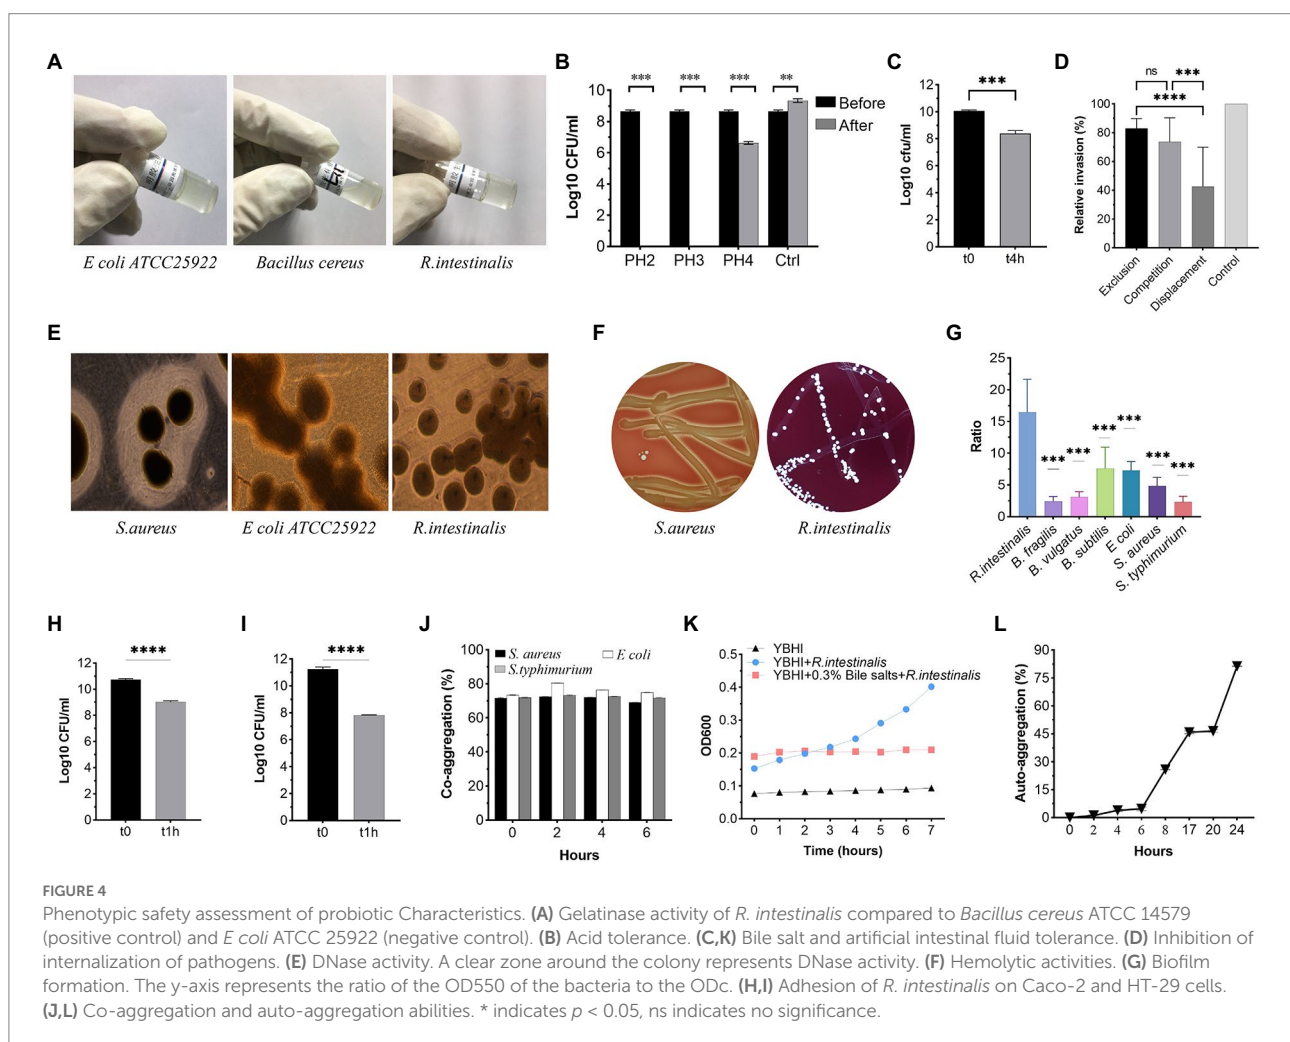 A
B
C
D
E coli ATCC25922
Bacillus cereus
R.intestinalis
Log10 CFU/ml
10
8
6
4
2
0
*** *** *** **
Before
After
PH2 PH3 PH4 Ctrl
Log10 cfu/ml
12
10
8
6
4
2
0
***
t0 t4h
Relative invasion (%)
100
80
60
40
20
0
ns ***
****
Exclusion
Competition
Displacement
Control
E
F
G
S.aureus
E coli ATCC25922
R.intestinalis
S.aureus
R.intestinalis
Ratio
25
20
15
10
5
0
*** *** *** *** *** ***
R.intestinalis
B. fragilis
B. vulgatus
B. subtilis
E coli
S. aureus
S. typhimurium
H
I
J
K
L
Log10 CFU/ml
12
10
8
6
4
2
0
****
t0 t1h
Log10 CFU/ml
12
10
8
6
4
2
0
****
t0 t1h
Co-aggregation (%)
100
80
60
40
20
0
S. aureus E coli
S.typhimurium
0 2 4 6
Hours
YBHI
YBHI+R.intestinalis
YBHI+0.3% Bile salts+R.intestinalis
OD600
0.5
0.4
0.3
0.2
0.1
0.0
0 1 2 3 4 5 6 7
Time (hours)
Auto-aggregation (%)
90
75
60
45
30
15
0
0 2 4 6 8 17 20 24
Hours
FIGURE 4
Phenotypic safety assessment of probiotic Characteristics. (A) Gelatinase activity of R. intestinalis compared to Bacillus cereus ATCC 14579
(positive control) and E coli ATCC 25922 (negative control). (B) Acid tolerance. (C,K) Bile salt and artificial intestinal fluid tolerance. (D) Inhibition of
internalization of pathogens. (E) DNase activity. A clear zone around the colony represents DNase activity. (F) Hemolytic activities. (G) Biofilm
formation. The y-axis represents the ratio of the OD550 of the bacteria to the ODc. (H,I) Adhesion of R. intestinalis on Caco-2 and HT-29 cells.
(J,L) Co-aggregation and auto-aggregation abilities. * indicates p < 0.05, ns indicates no significance.